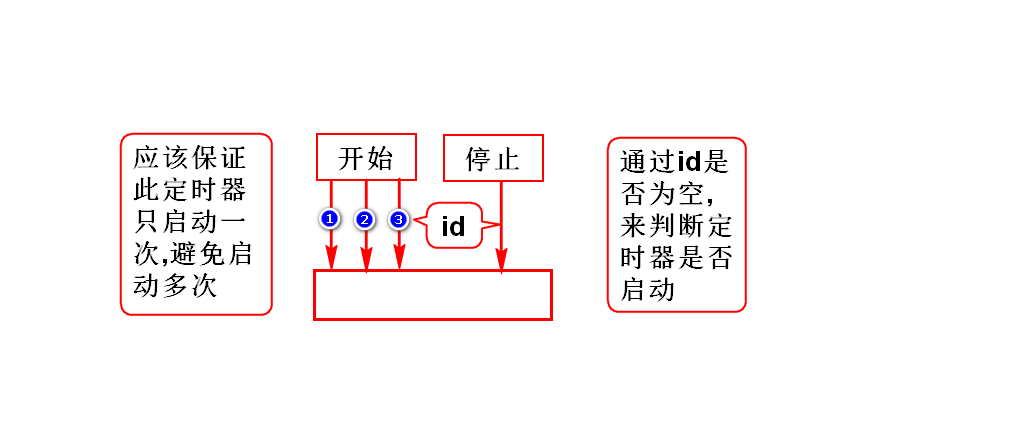 应该保证
此定时器
只启动一
次,避免启
动多次
开始
停止
1
2
3
id
通过id是
否为空,
来判断定
时器是否
启动